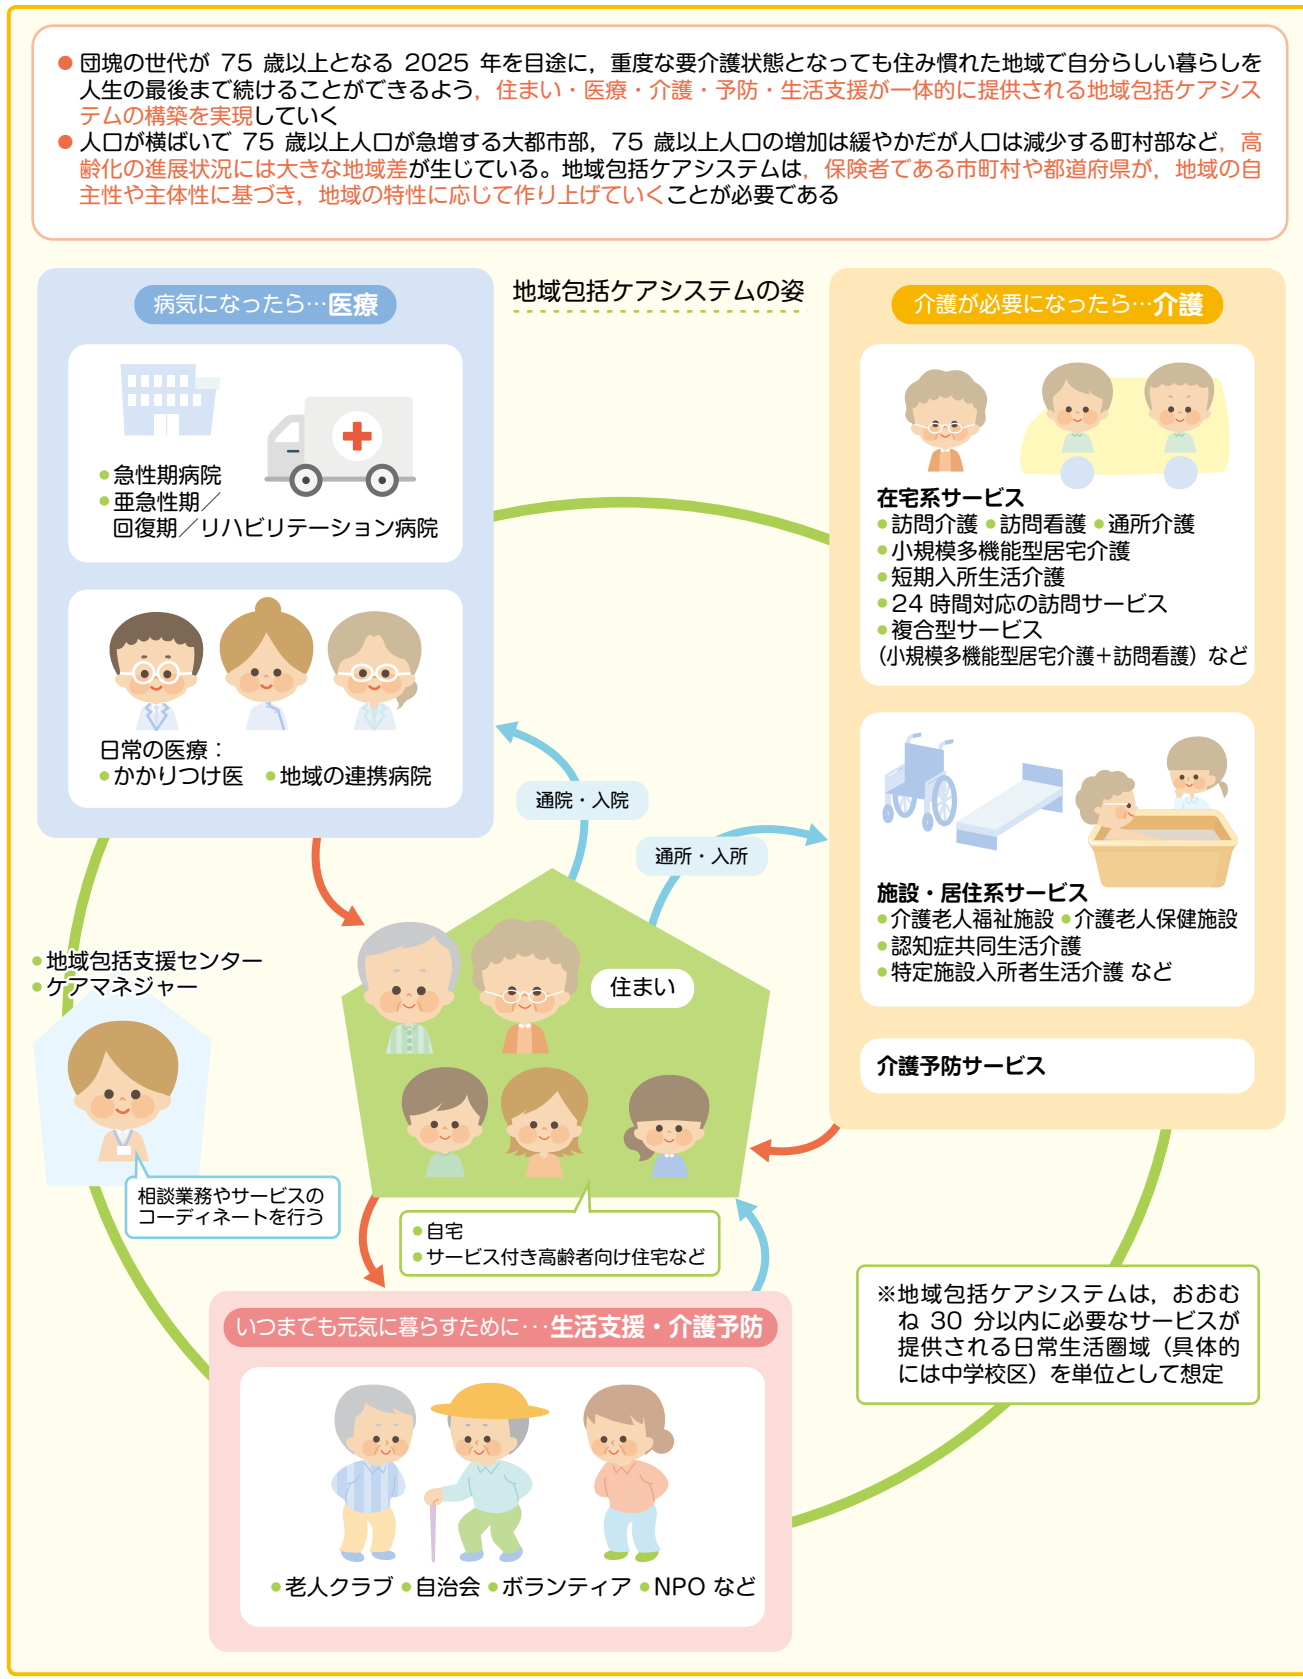 ●団塊の世代が 75 歳以上となる 2025 年を目途に，重度な要介護状態となっても住み慣れた地域で自分らしい暮らしを
人生の最後まで続けることができるよう，住まい・医療・介護・予防・生活支援が一体的に提供される地域包括ケアシス
テムの構築を実現していく
●人口が横ばいで 75 歳以上人口が急増する大都市部，75 歳以上人口の増加は緩やかだが人口は減少する町村部など，高
齢化の進展状況には大きな地域差が生じている。地域包括ケアシステムは，保険者である市町村や都道府県が，地域の自
主性や主体性に基づき，地域の特性に応じて作り上げていくことが必要である
地域包括ケアシステムの姿
病気になったら…医療
●急性期病院
●亜急性期／
回復期／リハビリテーション病院
日常の医療：
●かかりつけ医 ●地域の連携病院
介護が必要になったら…介護
在宅系サービス
●訪問介護 ●訪問看護 ●通所介護
●小規模多機能型居宅介護
●短期入所生活介護
●24 時間対応の訪問サービス
●複合型サービス
（小規模多機能型居宅介護＋訪問看護）など
施設・居住系サービス
●介護老人福祉施設 ●介護老人保健施設
●認知症共同生活介護
●特定施設入所者生活介護 など
介護予防サービス
通院・入院
通所・入所
住まい
●地域包括支援センター
●ケアマネジャー
相談業務やサービスの
コーディネートを行う
●自宅
●サービス付き高齢者向け住宅など
いつまでも元気に暮らすために…生活支援・介護予防
●老人クラブ ●自治会 ●ボランティア ●NPO など
※地域包括ケアシステムは，おおむ
ね 30 分以内に必要なサービスが
提供される日常生活圏域（具体的
には中学校区）を単位として想定